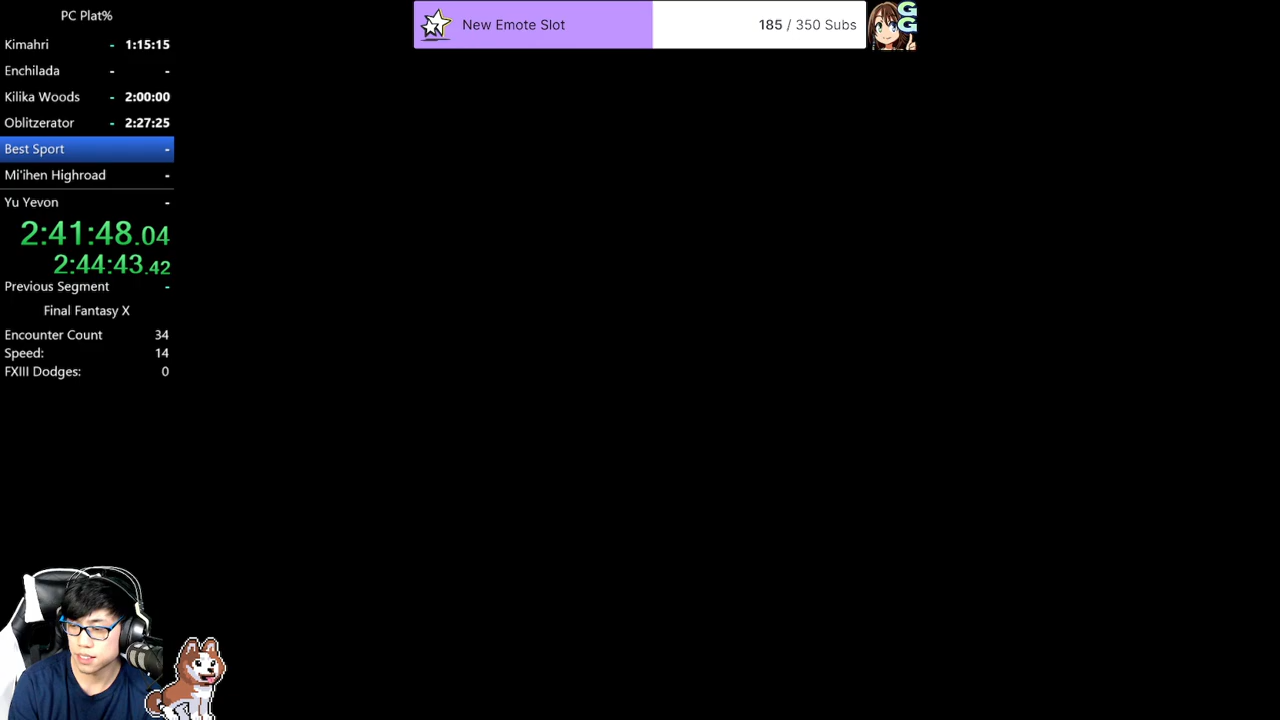 PC Plat%
Kimahri - 1:15:15
Enchilada - -
Kilika Woods - 2:00:00
Oblitzerator - 2:27:25
Best Sport -
Mi'ihen Highroad -
Yu Yevon -
2:41:48.04
2:44:43.42
Previous Segment -
Final Fantasy X
Encounter Count 34
Speed: 14
FXIII Dodges: 0
New Emote Slot 185 / 350 Subs
GG